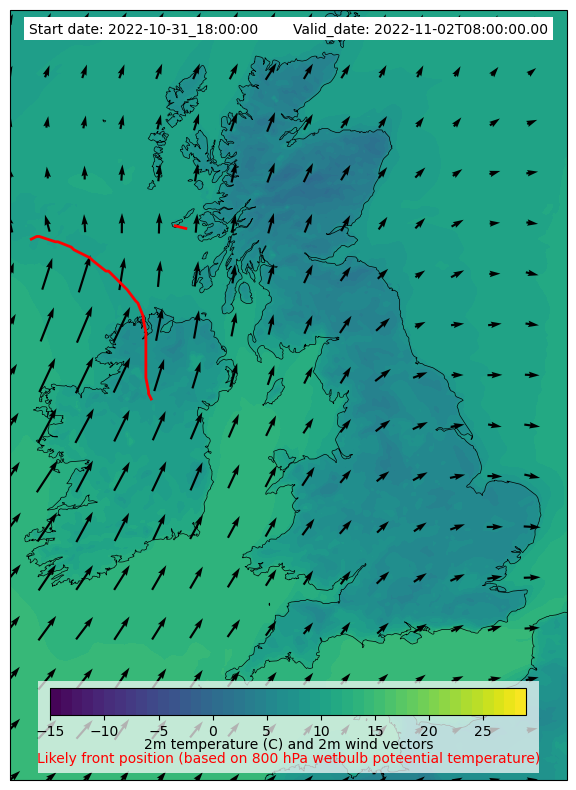 Start date: 2022-10-31_18:00:00 Valid_date: 2022-11-02T08:00:00.00
−15 −10 −5 0 5 10 15 20 25
2m temperature (C) and 2m wind vectors
Likely front position (based on 800 hPa wetbulb poteential temperature)